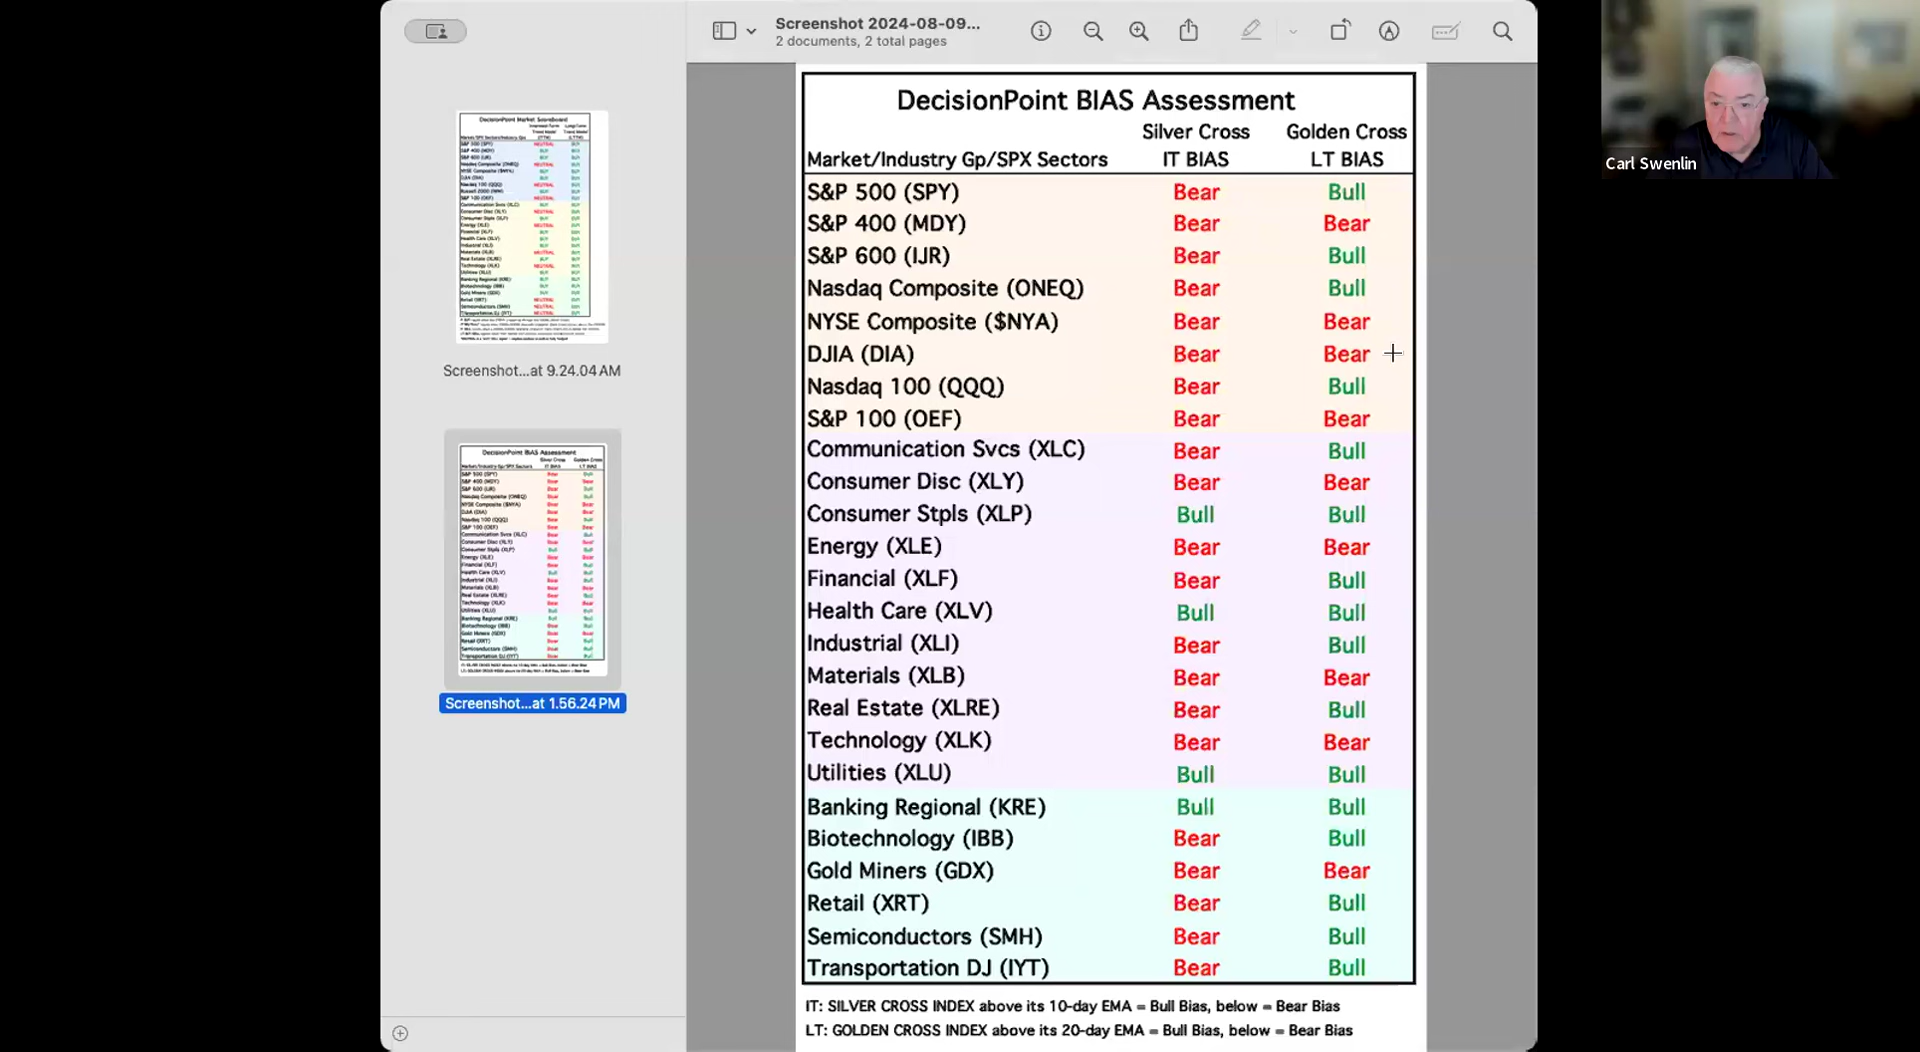 Screenshot 2024-08-09...
2 documents, 2 total pages
Carl Swenlin
DecisionPoint Market Scoreboard
Screenshot...at 9.24.04 AM
DecisionPoint BIAS Assessment
Screenshot...at 1.56.24 PM
DecisionPoint BIAS Assessment
Silver Cross Golden Cross
Market/Industry Gp/SPX Sectors IT BIAS LT BIAS
S&P 500 (SPY) Bear Bull
S&P 400 (MDY) Bear Bear
S&P 600 (IJR) Bear Bull
Nasdaq Composite (ONEQ) Bear Bull
NYSE Composite ($NYA) Bear Bear
DJIA (DIA) Bear Bear
Nasdaq 100 (QQQ) Bear Bull
S&P 100 (OEF) Bear Bear
Communication Svcs (XLC) Bear Bull
Consumer Disc (XLY) Bear Bear
Consumer Stpls (XLP) Bull Bull
Energy (XLE) Bear Bear
Financial (XLF) Bear Bull
Health Care (XLV) Bull Bull
Industrial (XLI) Bear Bull
Materials (XLB) Bear Bear
Real Estate (XLRE) Bear Bull
Technology (XLK) Bear Bear
Utilities (XLU) Bull Bull
Banking Regional (KRE) Bull Bull
Biotechnology (IBB) Bear Bull
Gold Miners (GDX) Bear Bear
Retail (XRT) Bear Bull
Semiconductors (SMH) Bear Bull
Transportation DJ (IYT) Bear Bull
IT: SILVER CROSS INDEX above its 10-day EMA = Bull Bias, below = Bear Bias
LT: GOLDEN CROSS INDEX above its 20-day EMA = Bull Bias, below = Bear Bias